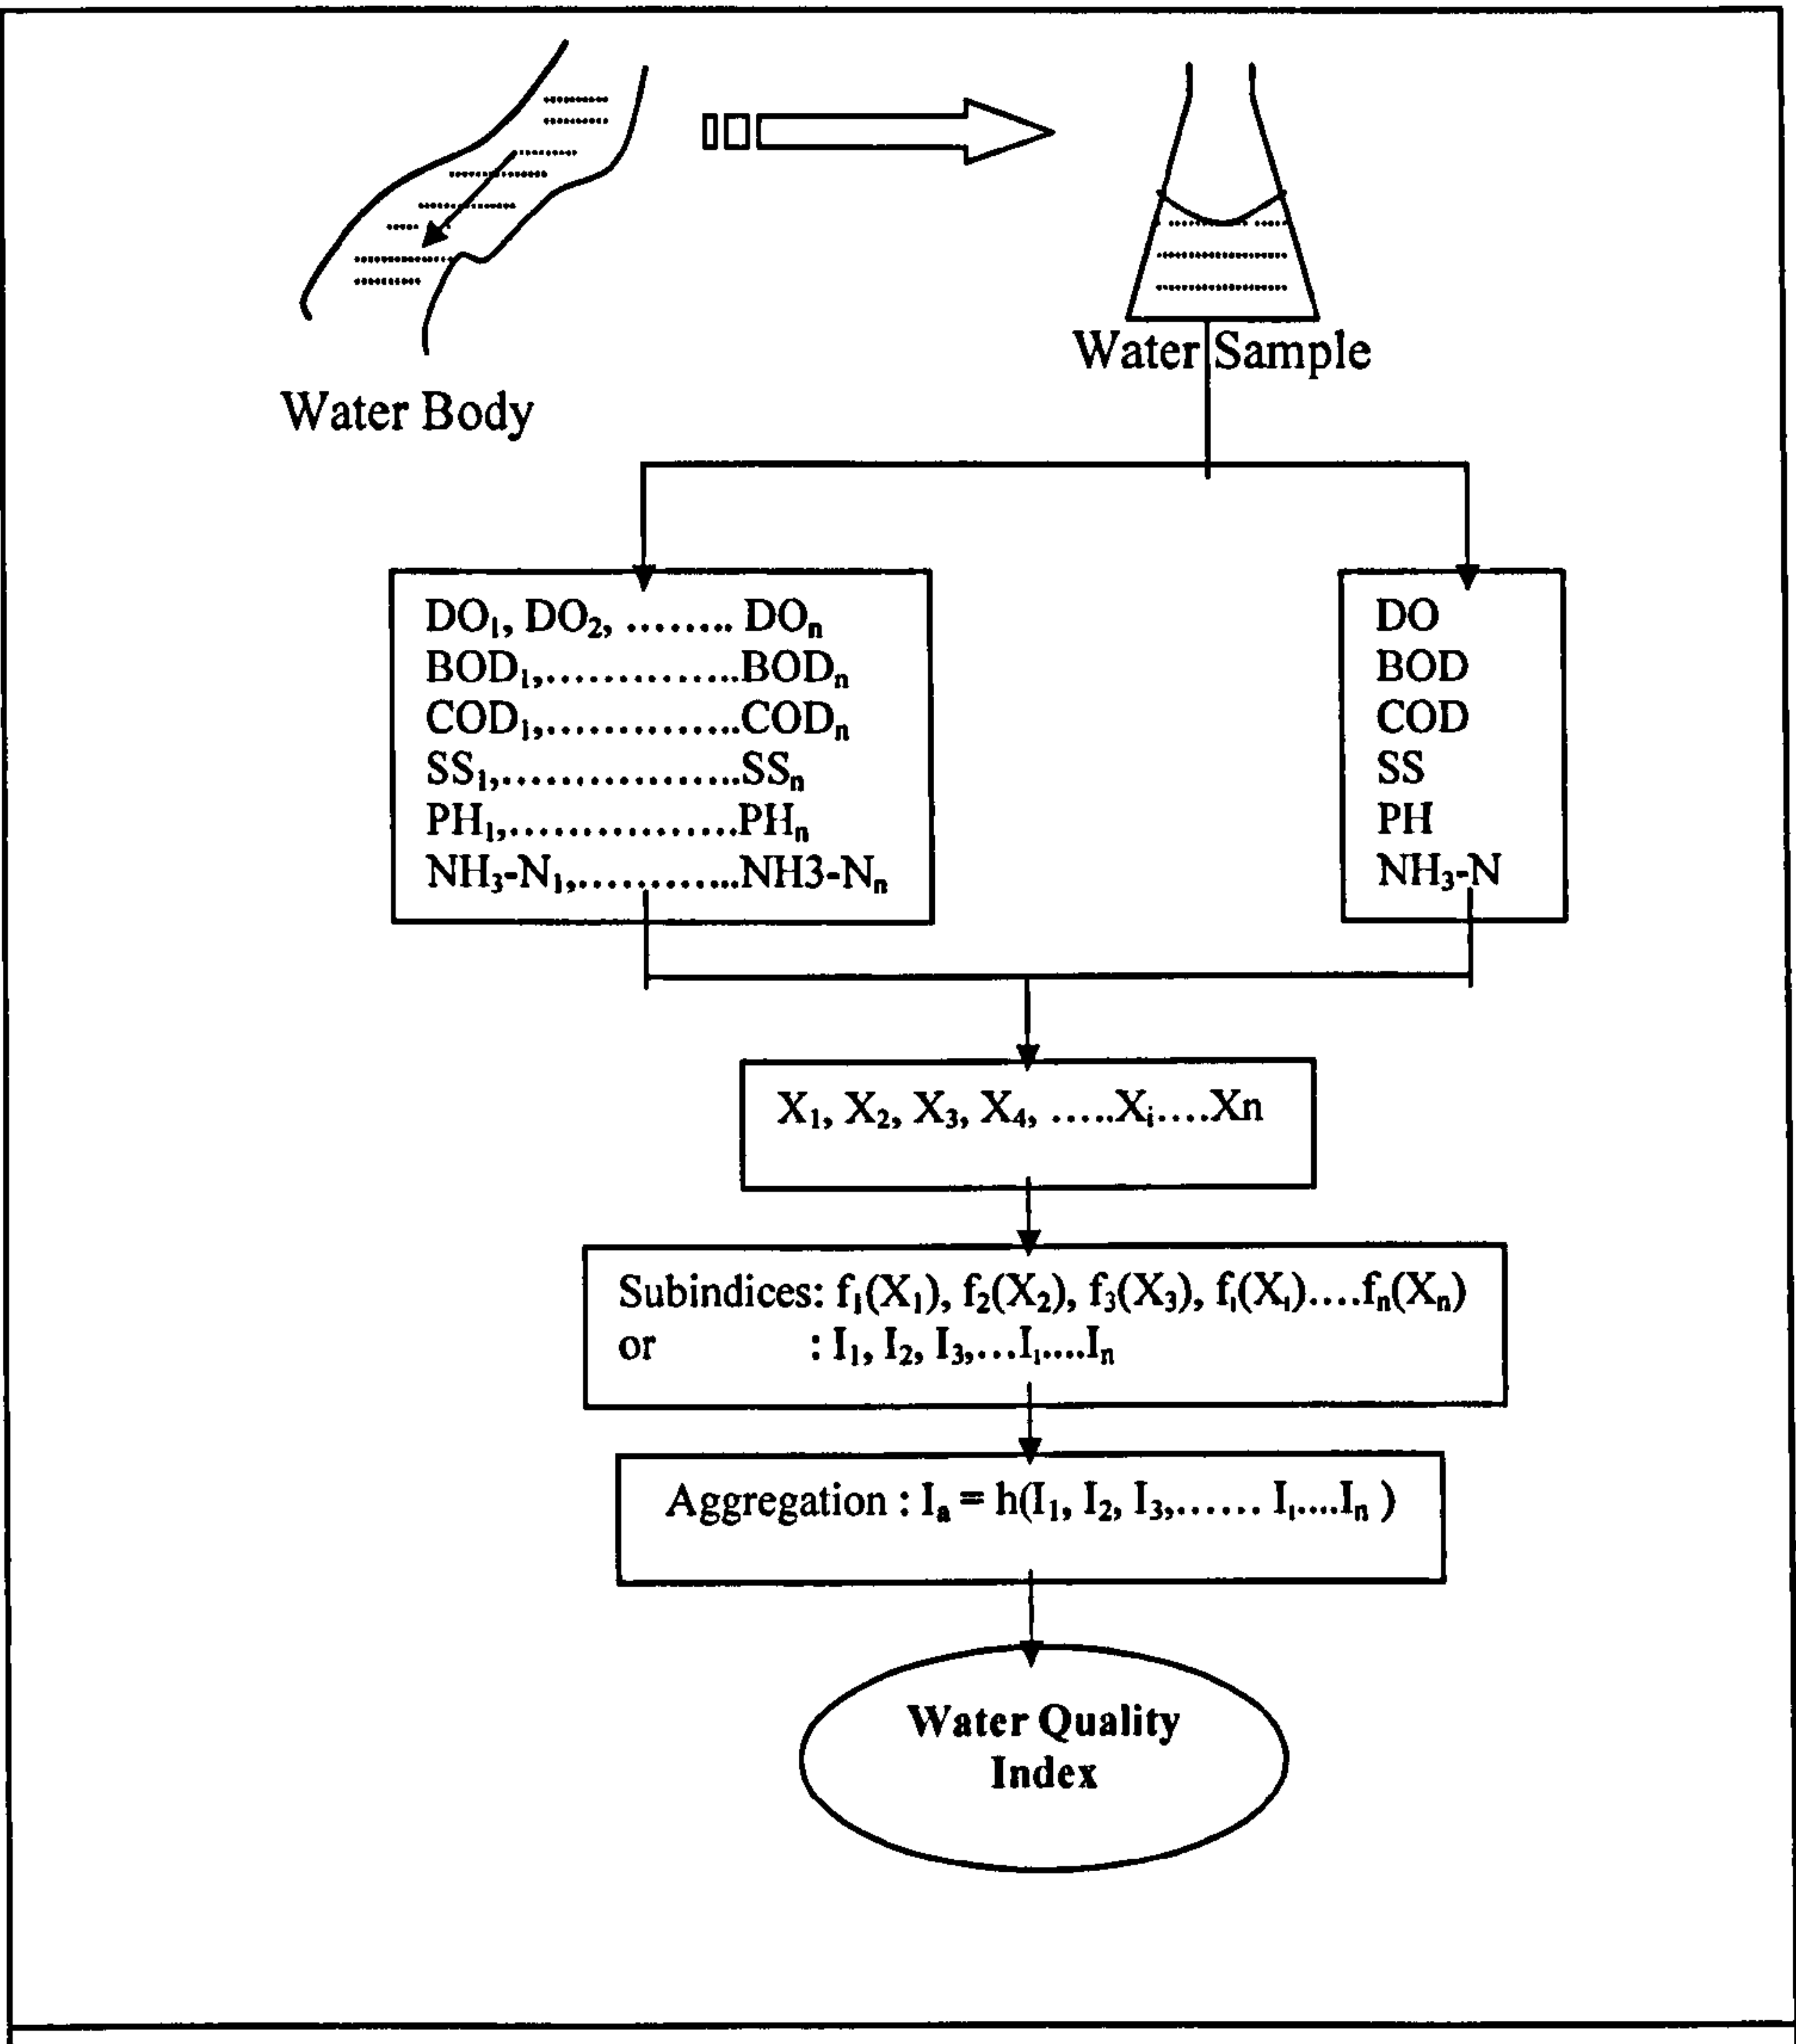 Water Sample
Water Body
DO₁, DO₂, ........ DOₙ
BOD₁,..............BODₙ
COD₁,..............CODₙ
SS₁,.................SSₙ
PH₁,................PHₙ
NH₃-N₁,............NH3-Nₙ
DO
BOD
COD
SS
PH
NH₃-N
X₁, X₂, X₃, X₄, .....Xᵢ....Xn
Subindices: f₁(X₁), f₂(X₂), f₃(X₃), fᵢ(Xᵢ)....fₙ(Xₙ)
or : I₁, I₂, I₃,...Iᵢ....Iₙ
Aggregation : Iₐ = h(I₁, I₂, I₃,...... Iᵢ....Iₙ )
Water Quality
Index